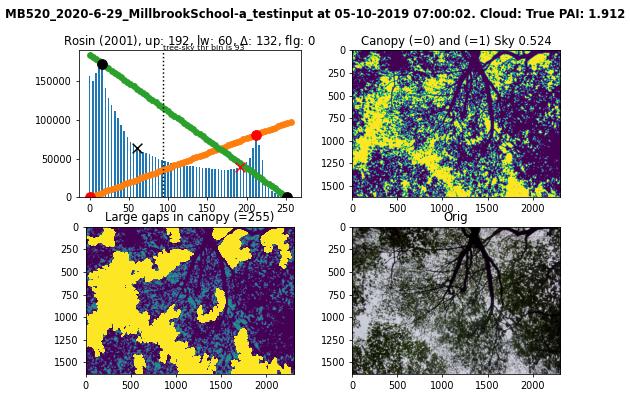 MB520_2020-6-29_MillbrookSchool-a_testinput at 05-10-2019 07:00:02. Cloud: True PAI: 1.912
Rosin (2001), up: 192, lw: 60, Δ: 132, flg: 0
tree-sky thr bin is 93
150000
100000
50000
0
0 50 100 150 200 250
Canopy (=0) and (=1) Sky 0.524
0
250
500
750
1000
1250
1500
0 500 1000 1500 2000
Large gaps in canopy (=255)
0
250
500
750
1000
1250
1500
0 500 1000 1500 2000
Orig
0
250
500
750
1000
1250
1500
0 500 1000 1500 2000